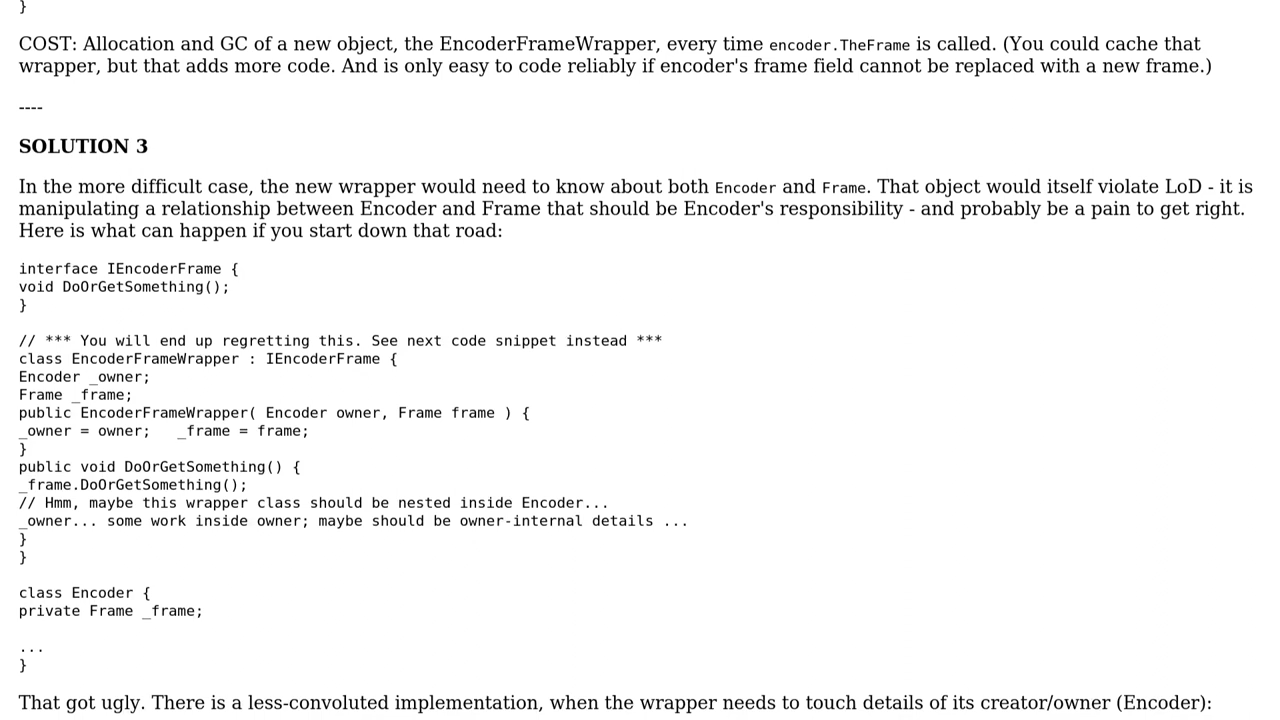 }
COST: Allocation and GC of a new object, the EncoderFrameWrapper, every time encoder.TheFrame is called. (You could cache that
wrapper, but that adds more code. And is only easy to code reliably if encoder's frame field cannot be replaced with a new frame.)
----
SOLUTION 3
In the more difficult case, the new wrapper would need to know about both Encoder and Frame. That object would itself violate LoD - it is
manipulating a relationship between Encoder and Frame that should be Encoder's responsibility - and probably be a pain to get right.
Here is what can happen if you start down that road:
interface IEncoderFrame {
void DoOrGetSomething();
}
// *** You will end up regretting this. See next code snippet instead ***
class EncoderFrameWrapper : IEncoderFrame {
Encoder _owner;
Frame _frame;
public EncoderFrameWrapper( Encoder owner, Frame frame ) {
_owner = owner;   _frame = frame;
}
public void DoOrGetSomething() {
_frame.DoOrGetSomething();
// Hmm, maybe this wrapper class should be nested inside Encoder...
_owner... some work inside owner; maybe should be owner-internal details ...
}
}
class Encoder {
private Frame _frame;
...
}
That got ugly. There is a less-convoluted implementation, when the wrapper needs to touch details of its creator/owner (Encoder):